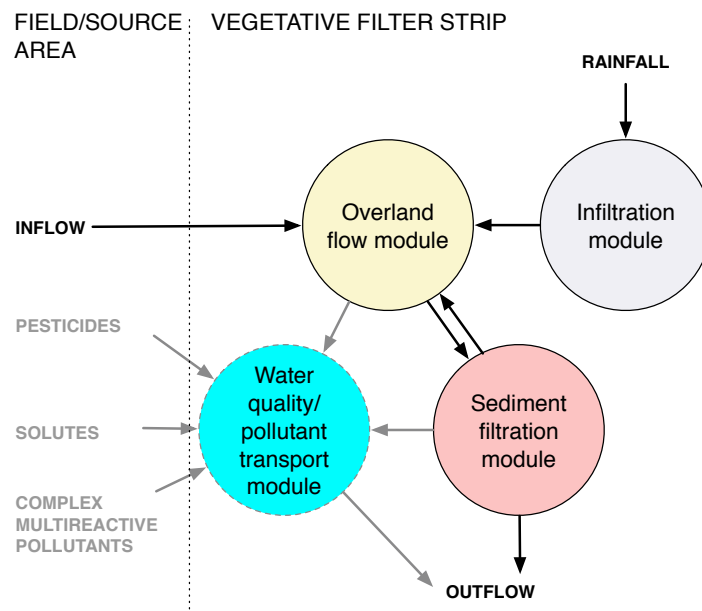 FIELD/SOURCE
AREA
VEGETATIVE FILTER STRIP
RAINFALL
Overland
flow module
Infiltration
module
INFLOW
PESTICIDES
Water
quality/
pollutant
transport
module
Sediment
filtration
module
SOLUTES
COMPLEX
MULTIREACTIVE
POLLUTANTS
OUTFLOW